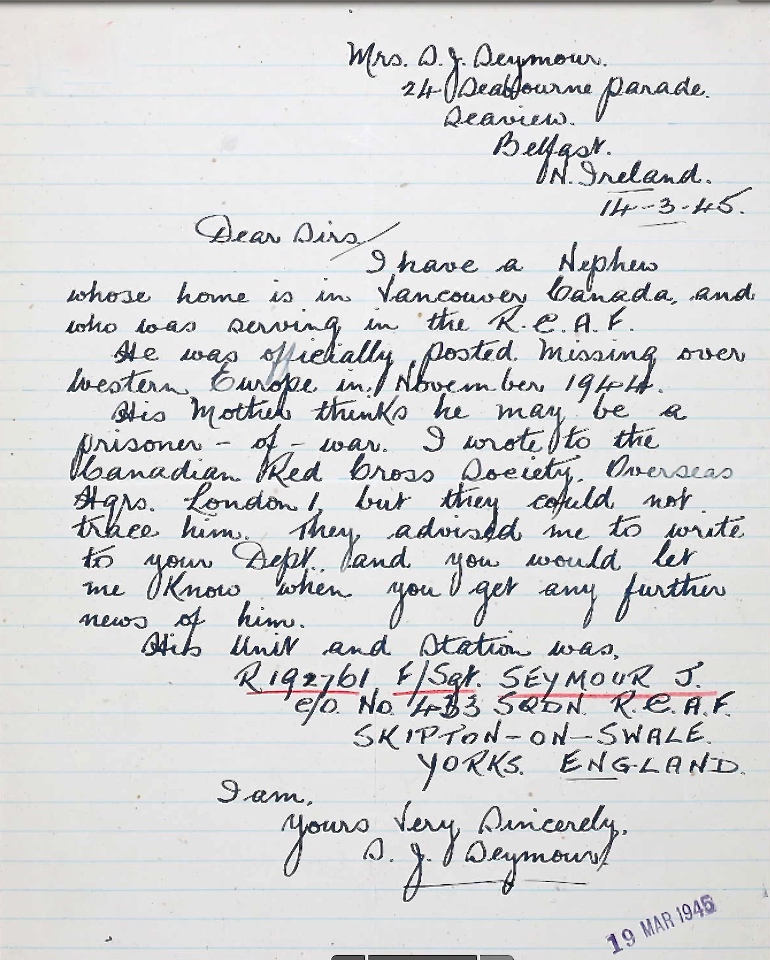 Mrs. S. J. Seymour.
24 Seabourne Parade.
Seaview.
Belfast.
N. Ireland.
14-3-45.
Dear Sirs/
I have a Nephew
whose home is in Vancouver Canada, and
who was serving in the R.C.A.F.
He was officially posted Missing over
Western Europe in November 1944.
His Mother thinks he may be a
prisoner-of-war. I wrote to the
Canadian Red Cross Society, Overseas
Hqrs. London 1, but they could not
trace him. They advised me to write
to your Dept. and you would let
me know when you get any further
news of him.
His Unit and Station was,
R192761 F/Sgt. SEYMOUR J.
c/o. No. 433 SQDN. R.C.A.F.
SKIPTON-ON-SWALE.
YORKS. ENGLAND.
I am,
Yours Very Sincerely,
S. J. Seymour
19 MAR 1945